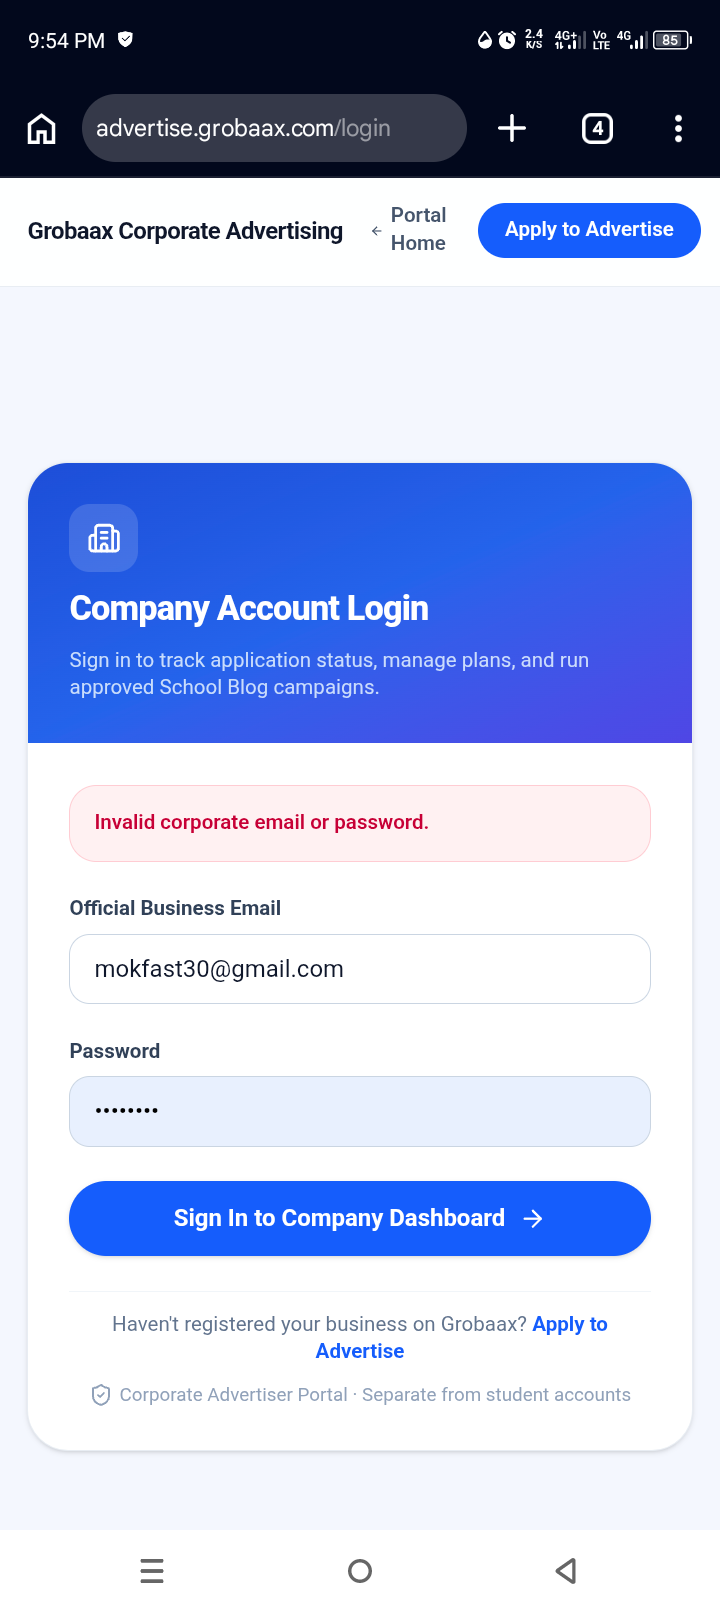 9:54 PM
2.4 K/S 4G+ Vo LTE 4G 85
advertise.grobaax.com/login
4
Grobaax Corporate Advertising
Portal
Home
Apply to Advertise
Company Account Login
Sign in to track application status, manage plans, and run
approved School Blog campaigns.
Invalid corporate email or password.
Official Business Email
mokfast30@gmail.com
Password
••••••••
Sign In to Company Dashboard
Haven't registered your business on Grobaax? Apply to
Advertise
Corporate Advertiser Portal · Separate from student accounts